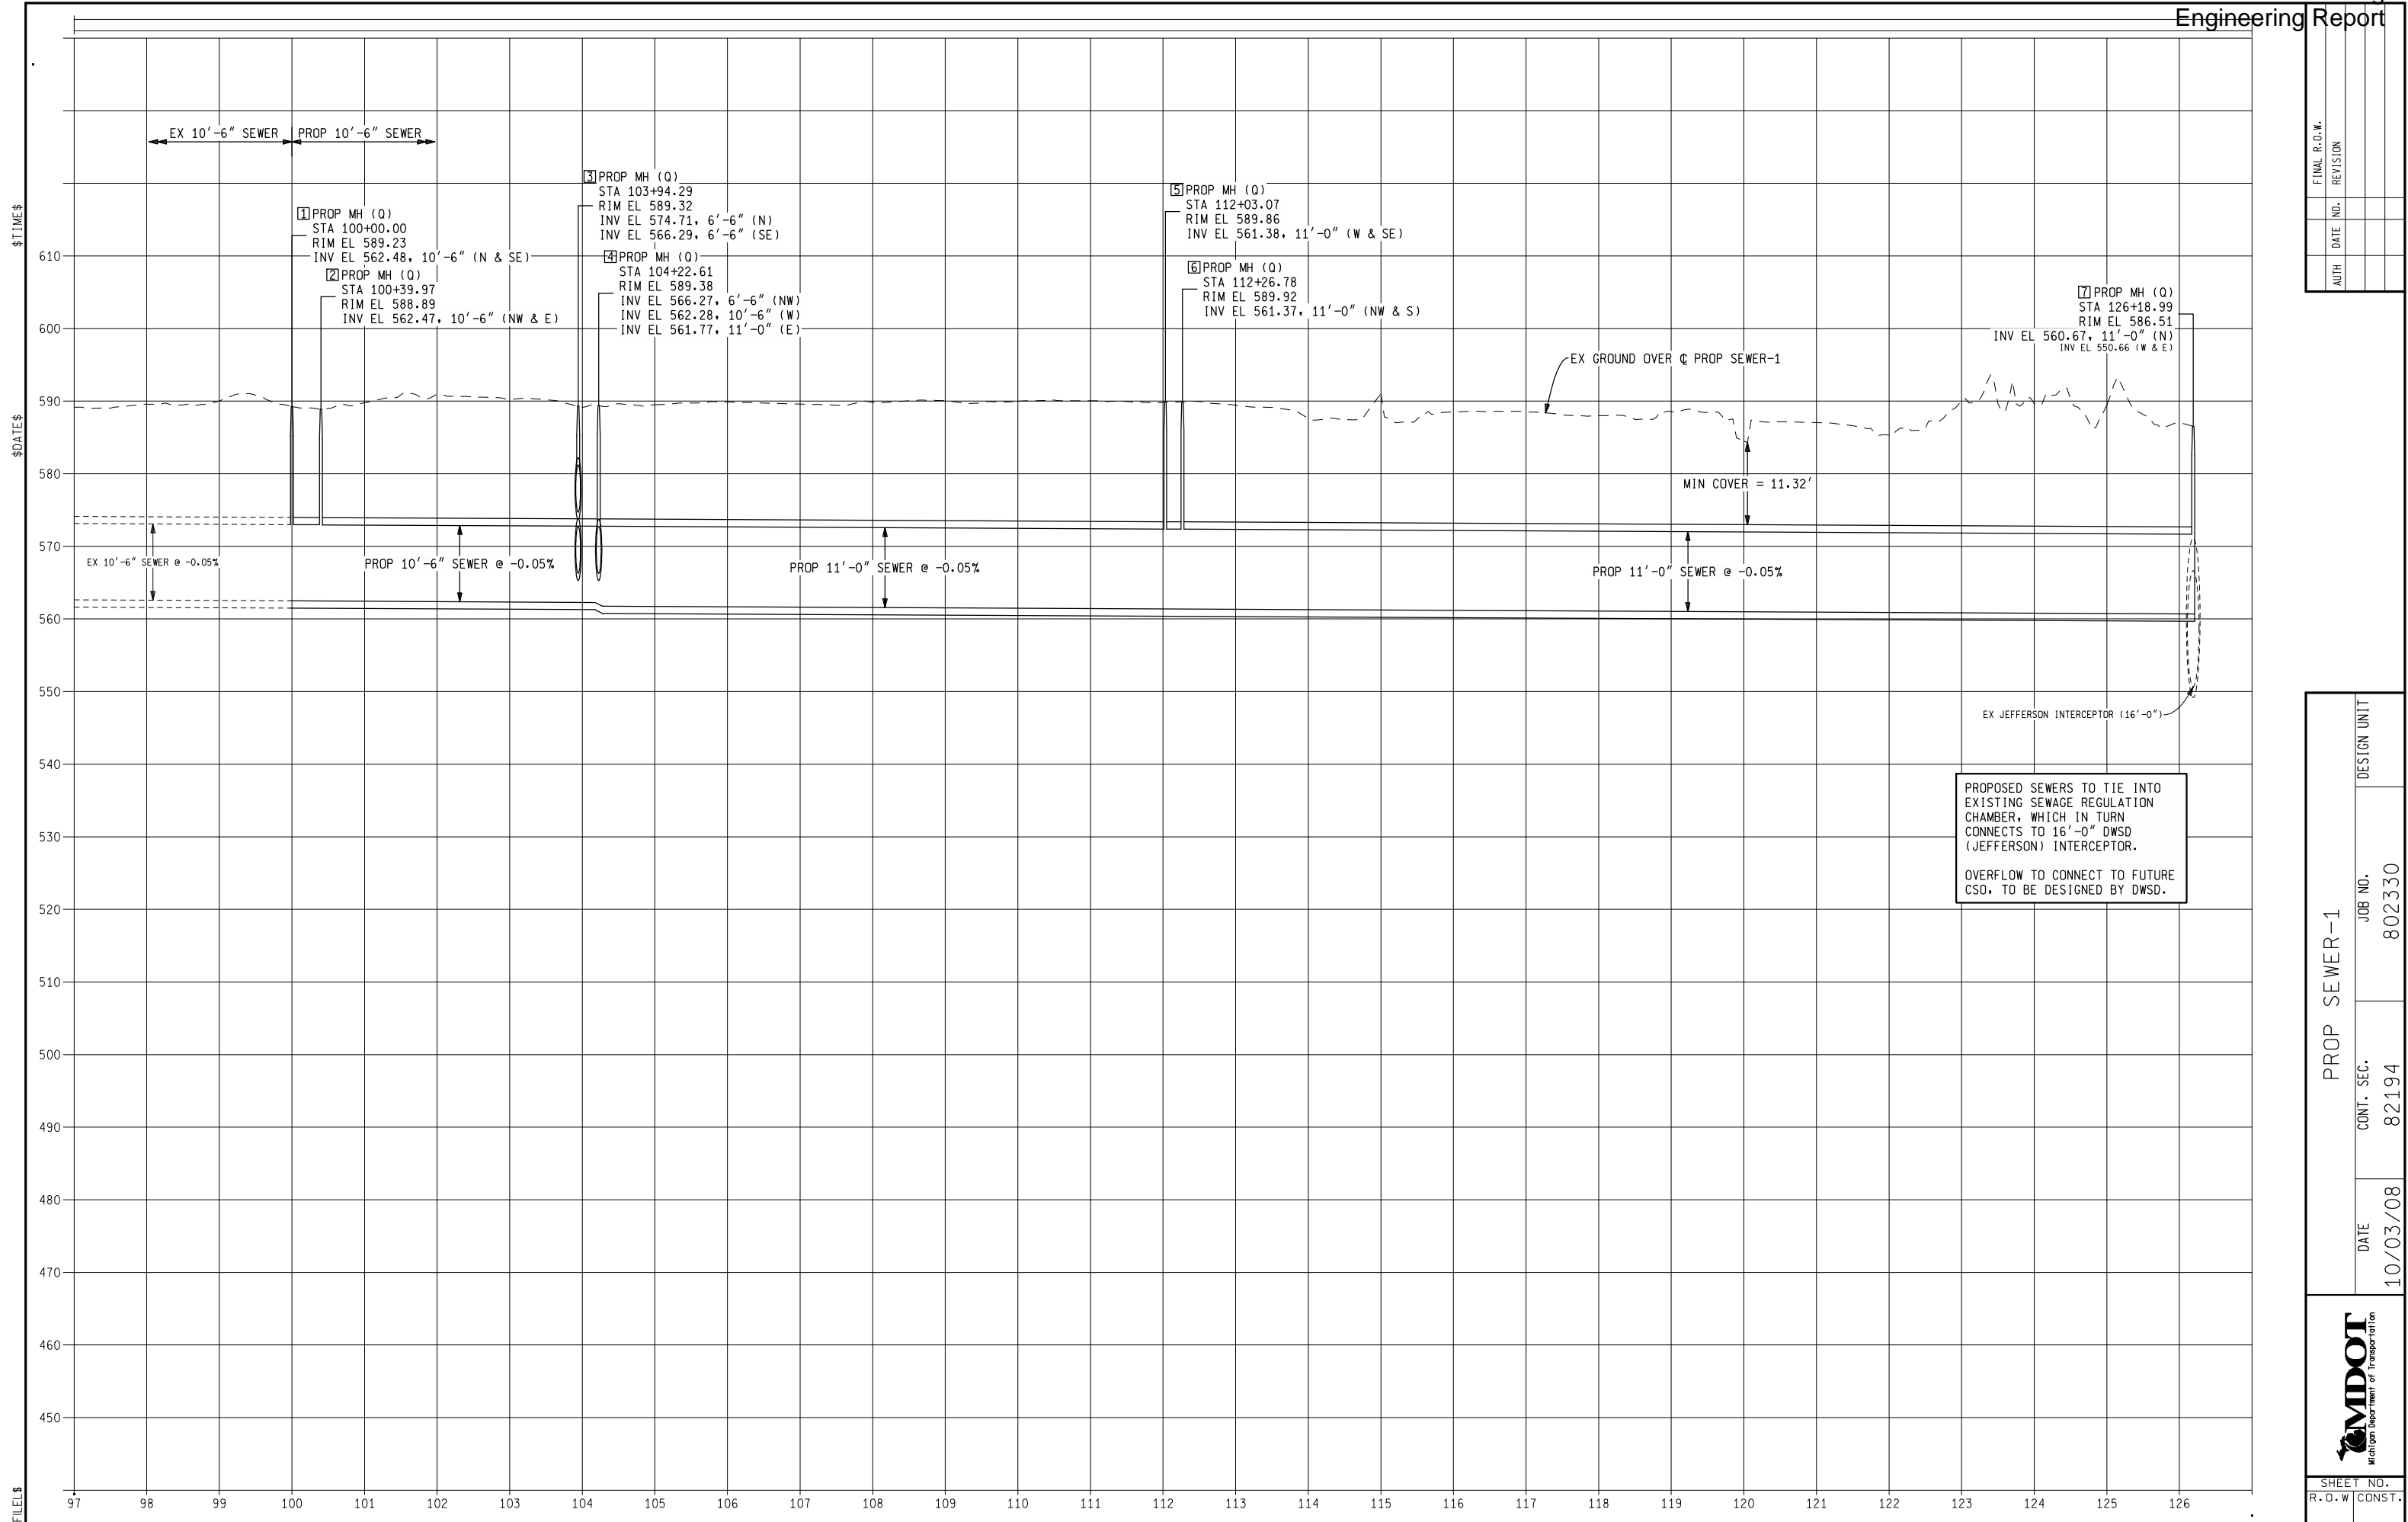 Engineering Report
EX 10'-6" SEWER
PROP 10'-6" SEWER
1 PROP MH (Q)
STA 100+00.00
RIM EL 589.23
INV EL 562.48, 10'-6" (N & SE)
2 PROP MH (Q)
STA 100+39.97
RIM EL 588.89
INV EL 562.47, 10'-6" (NW & E)
3 PROP MH (Q)
STA 103+94.29
RIM EL 589.32
INV EL 574.71, 6'-6" (N)
INV EL 566.29, 6'-6" (SE)
4 PROP MH (Q)
STA 104+22.61
RIM EL 589.38
INV EL 566.27, 6'-6" (NW)
INV EL 562.28, 10'-6" (W)
INV EL 561.77, 11'-0" (E)
5 PROP MH (Q)
STA 112+03.07
RIM EL 589.86
INV EL 561.38, 11'-0" (W & SE)
6 PROP MH (Q)
STA 112+26.78
RIM EL 589.92
INV EL 561.37, 11'-0" (NW & S)
7 PROP MH (Q)
STA 126+18.99
RIM EL 586.51
INV EL 560.67, 11'-0" (N)
INV EL 550.66 (W & E)
EX GROUND OVER ℄ PROP SEWER-1
MIN COVER = 11.32'
EX 10'-6" SEWER @ -0.05%
PROP 10'-6" SEWER @ -0.05%
PROP 11'-0" SEWER @ -0.05%
PROP 11'-0" SEWER @ -0.05%
EX JEFFERSON INTERCEPTOR (16'-0")
PROPOSED SEWERS TO TIE INTO
EXISTING SEWAGE REGULATION
CHAMBER, WHICH IN TURN
CONNECTS TO 16'-0" DWSD
(JEFFERSON) INTERCEPTOR.
OVERFLOW TO CONNECT TO FUTURE
CSO, TO BE DESIGNED BY DWSD.
610
600
590
580
570
560
550
540
530
520
510
500
490
480
470
460
450
97 98 99 100 101 102 103 104 105 106 107 108 109 110 111 112 113 114 115 116 117 118 119 120 121 122 123 124 125 126
$TIME$
$DATE$
FILEL$
FINAL R.O.W.
REVISION
AUTH DATE NO.
PROP SEWER-1
DESIGN UNIT
JOB NO.
802330
CONT. SEC.
82194
DATE
10/03/08
MDOT
Michigan Department of Transportation
SHEET NO.
R.O.W CONST.